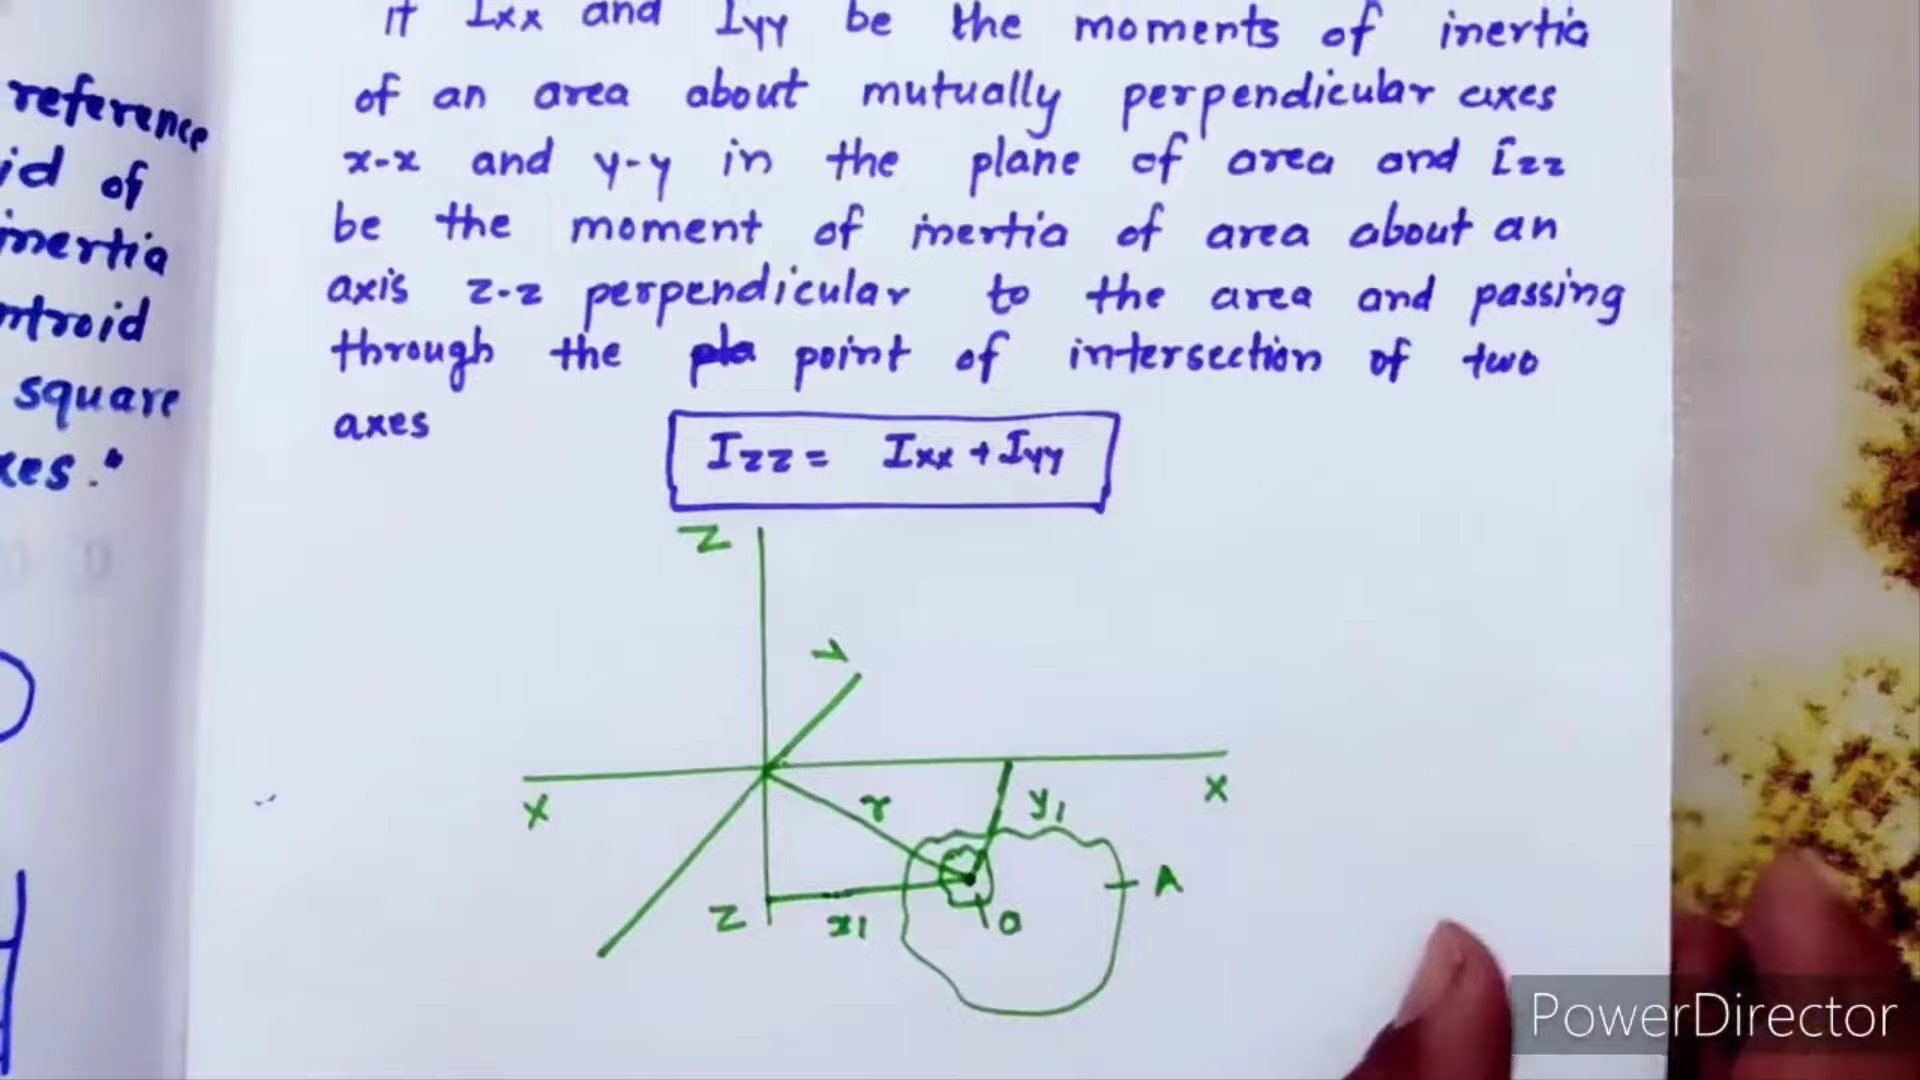 reference
id of
inertia
ntroid
square
xes."
If Ixx and Iyy be the moments of inertia
of an area about mutually perpendicular axes
x-x and y-y in the plane of area and Izz
be the moment of inertia of area about an
axis z-z perpendicular to the area and passing
through the pla point of intersection of two
axes
Izz = Ixx + Iyy
Z
Y
X
X
r
y1
A
Z
x1
a
PowerDirector